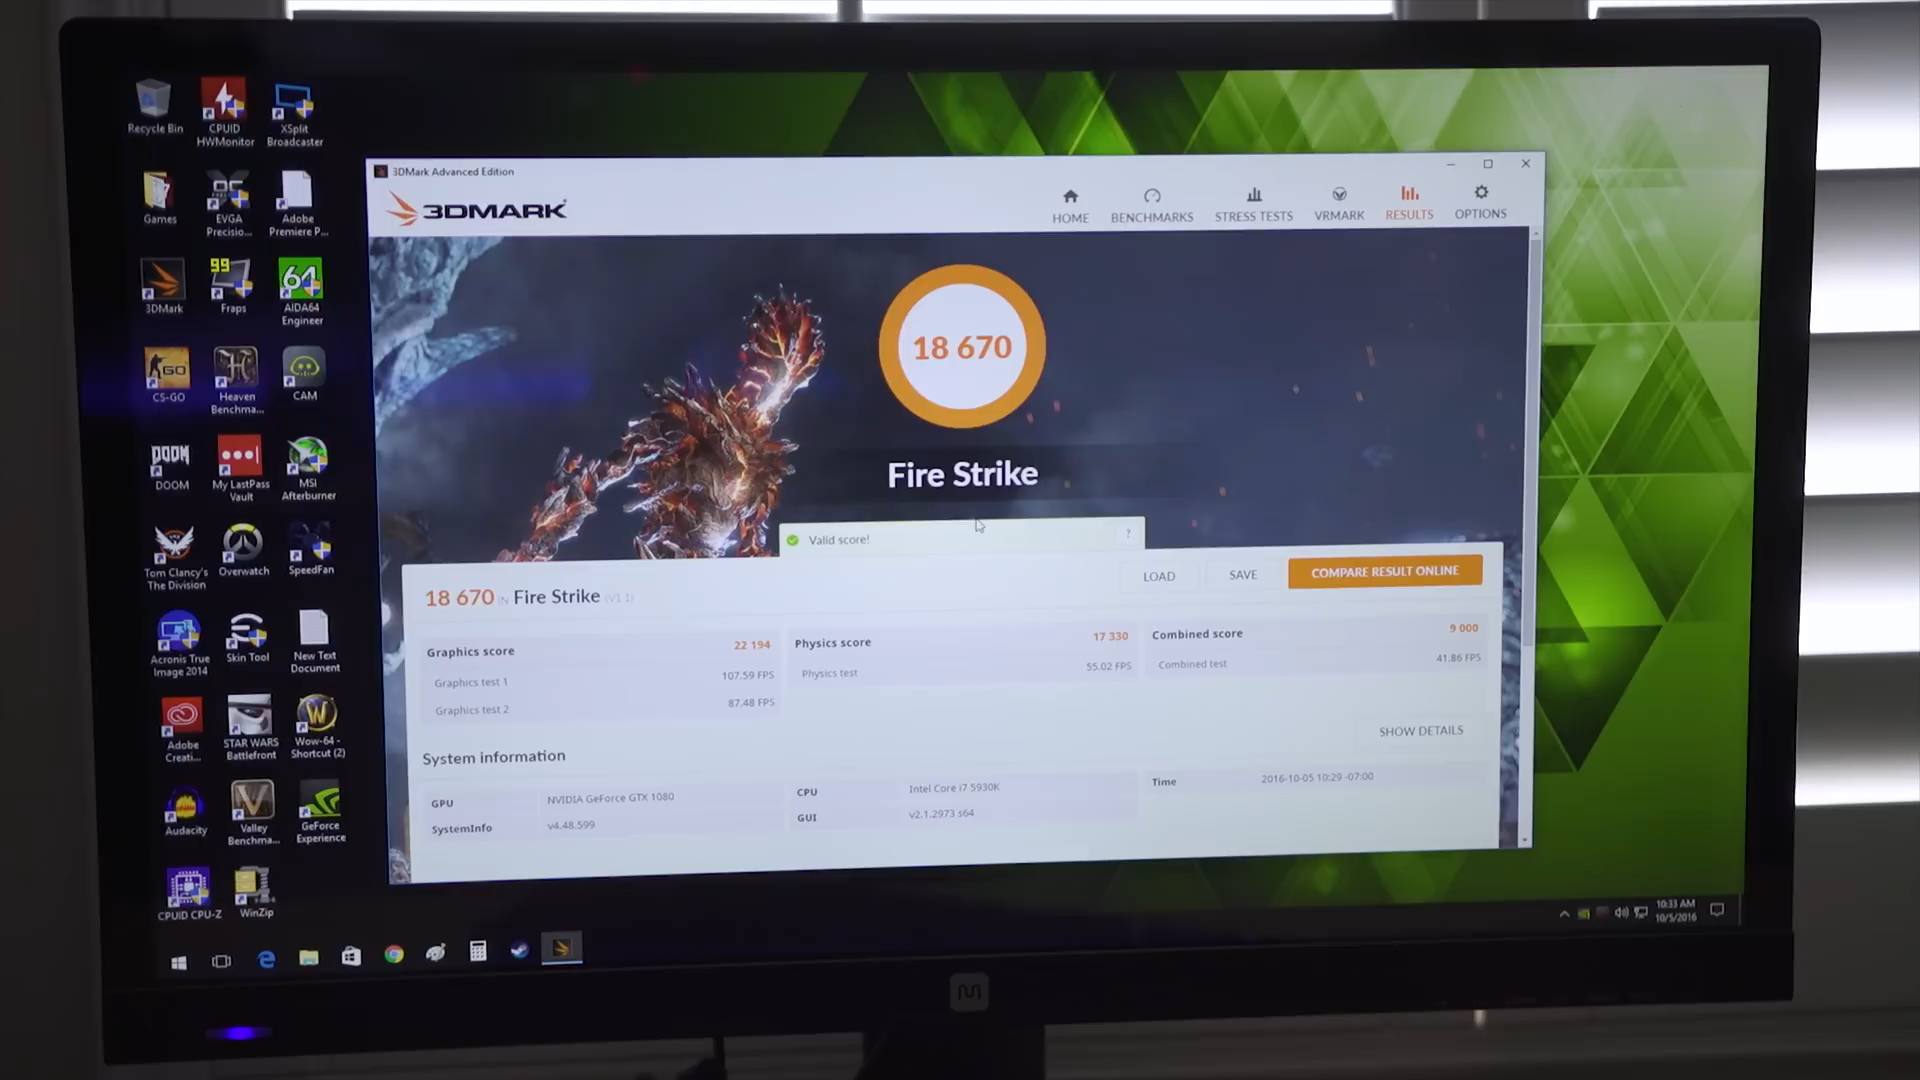 Recycle Bin
CPUID
HWMonitor
XSplit
Broadcaster
Games
EVGA
Precision...
Adobe
Premiere P...
3DMark
99
Fraps
64
AIDA64
Engineer
GO
CS-GO
Heaven
Benchma...
CAM
DOOM
DOOM
My LastPass
Vault
MSI
Afterburner
Tom Clancy's
The Division
Overwatch
SpeedFan
Acronis True
Image 2014
Skin Tool
New Text
Document
Adobe
Creati...
STAR WARS
Battlefront
Wow-64 -
Shortcut (2)
Audacity
Valley
Benchma...
GeForce
Experience
CPUID CPU-Z
WinZip
3DMark Advanced Edition
3DMARK
HOME
BENCHMARKS
STRESS TESTS
VRMARK
RESULTS
OPTIONS
18 670
Fire Strike
Valid score!
?
18 670 IN Fire Strike (V1.1)
LOAD
SAVE
COMPARE RESULT ONLINE
Graphics score 22 194
Graphics test 1 107.59 FPS
Graphics test 2 87.48 FPS
Physics score 17 330
Physics test 55.02 FPS
Combined score 9 000
Combined test 41.86 FPS
SHOW DETAILS
System information
GPU NVIDIA GeForce GTX 1080
SystemInfo v4.48.599
CPU Intel Core i7 5930K
GUI v2.1.2973 s64
Time 2016-10-05 10:29 -07:00
10:33 AM
10/5/2016